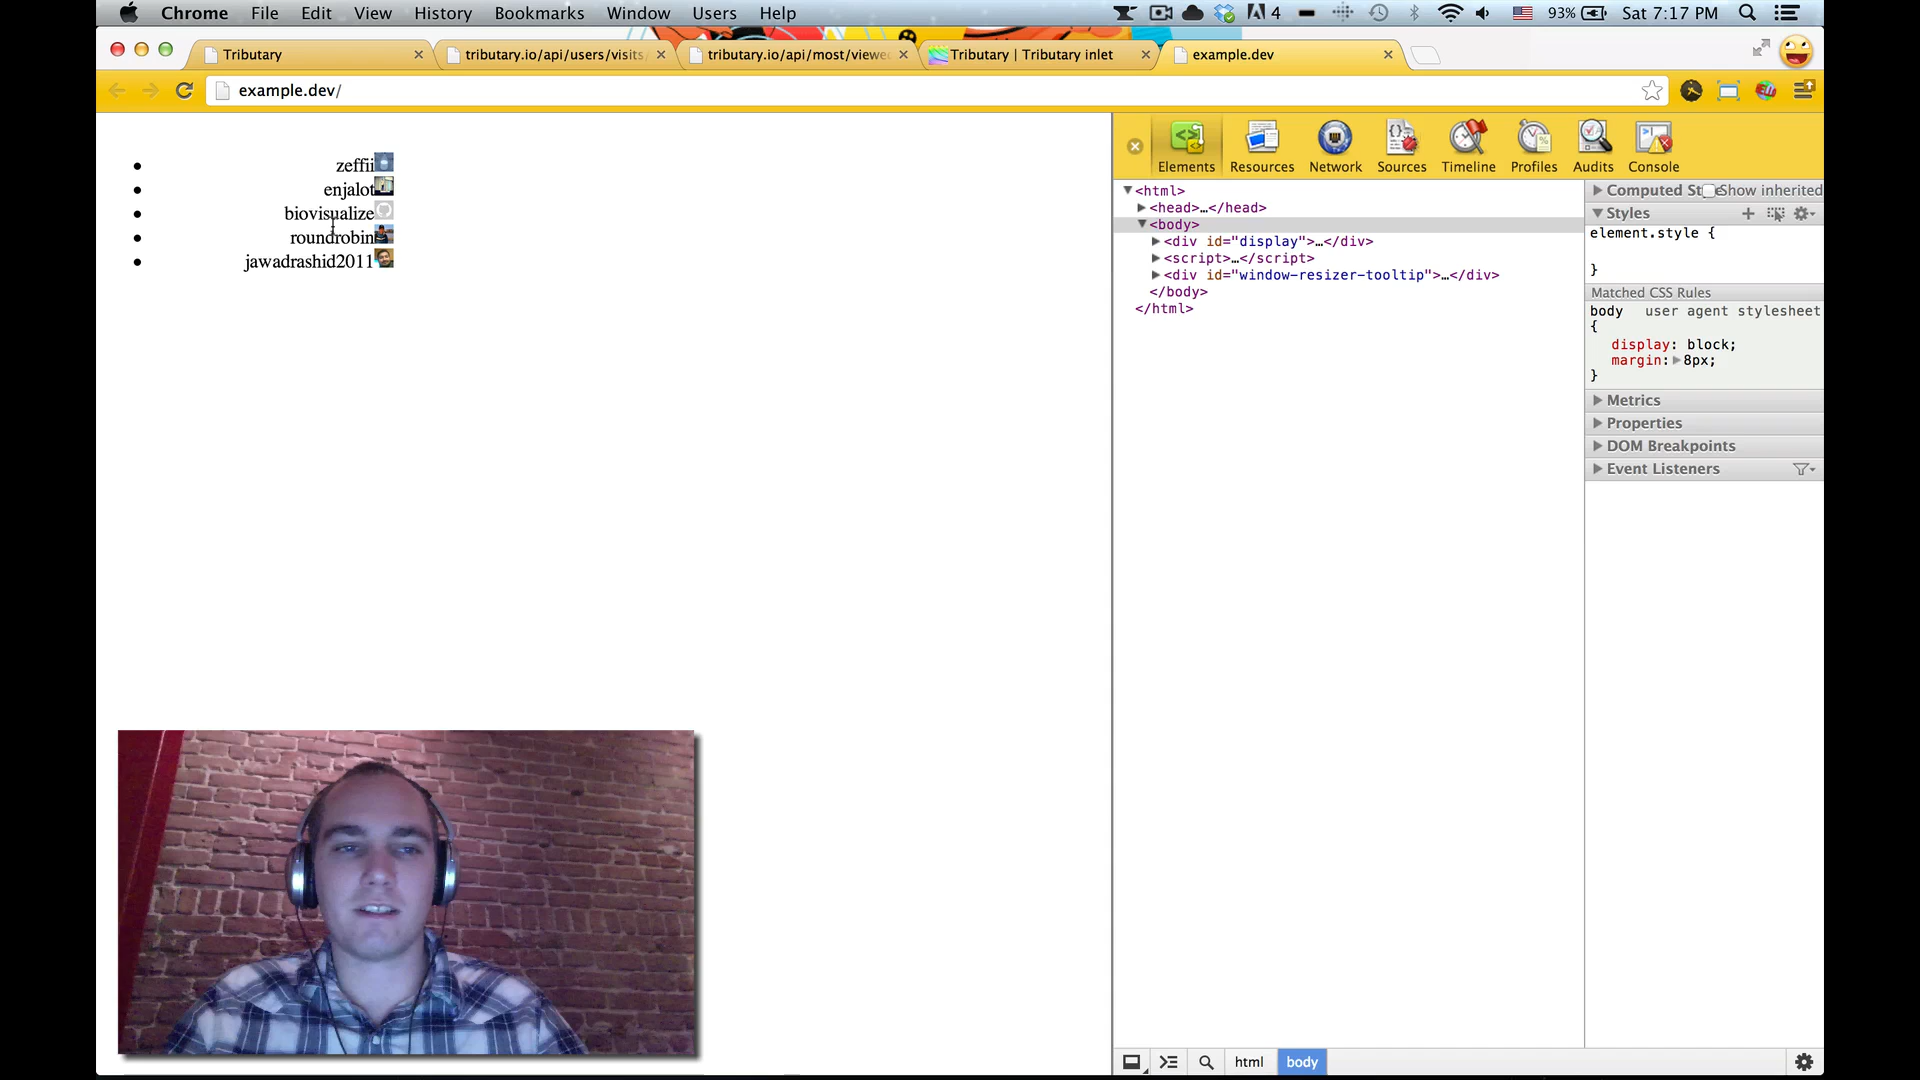 Chrome File Edit View History Bookmarks Window Users Help 4 93% Sat 7:17 PM
Tributary tributary.io/api/users/visits/ tributary.io/api/most/viewed Tributary | Tributary inlet example.dev
example.dev/
Elements Resources Network Sources Timeline Profiles Audits Console
zeffii
enjalot
biovisualize
roundrobin
jawadrashid2011
<html>
<head>…</head>
<body>
<div id="display">…</div>
<script>…</script>
<div id="window-resizer-tooltip">…</div>
</body>
</html>
Computed Style Show inherited
Styles
element.style {
}
Matched CSS Rules
body user agent stylesheet
{
display: block;
margin: 8px;
}
Metrics
Properties
DOM Breakpoints
Event Listeners
html body